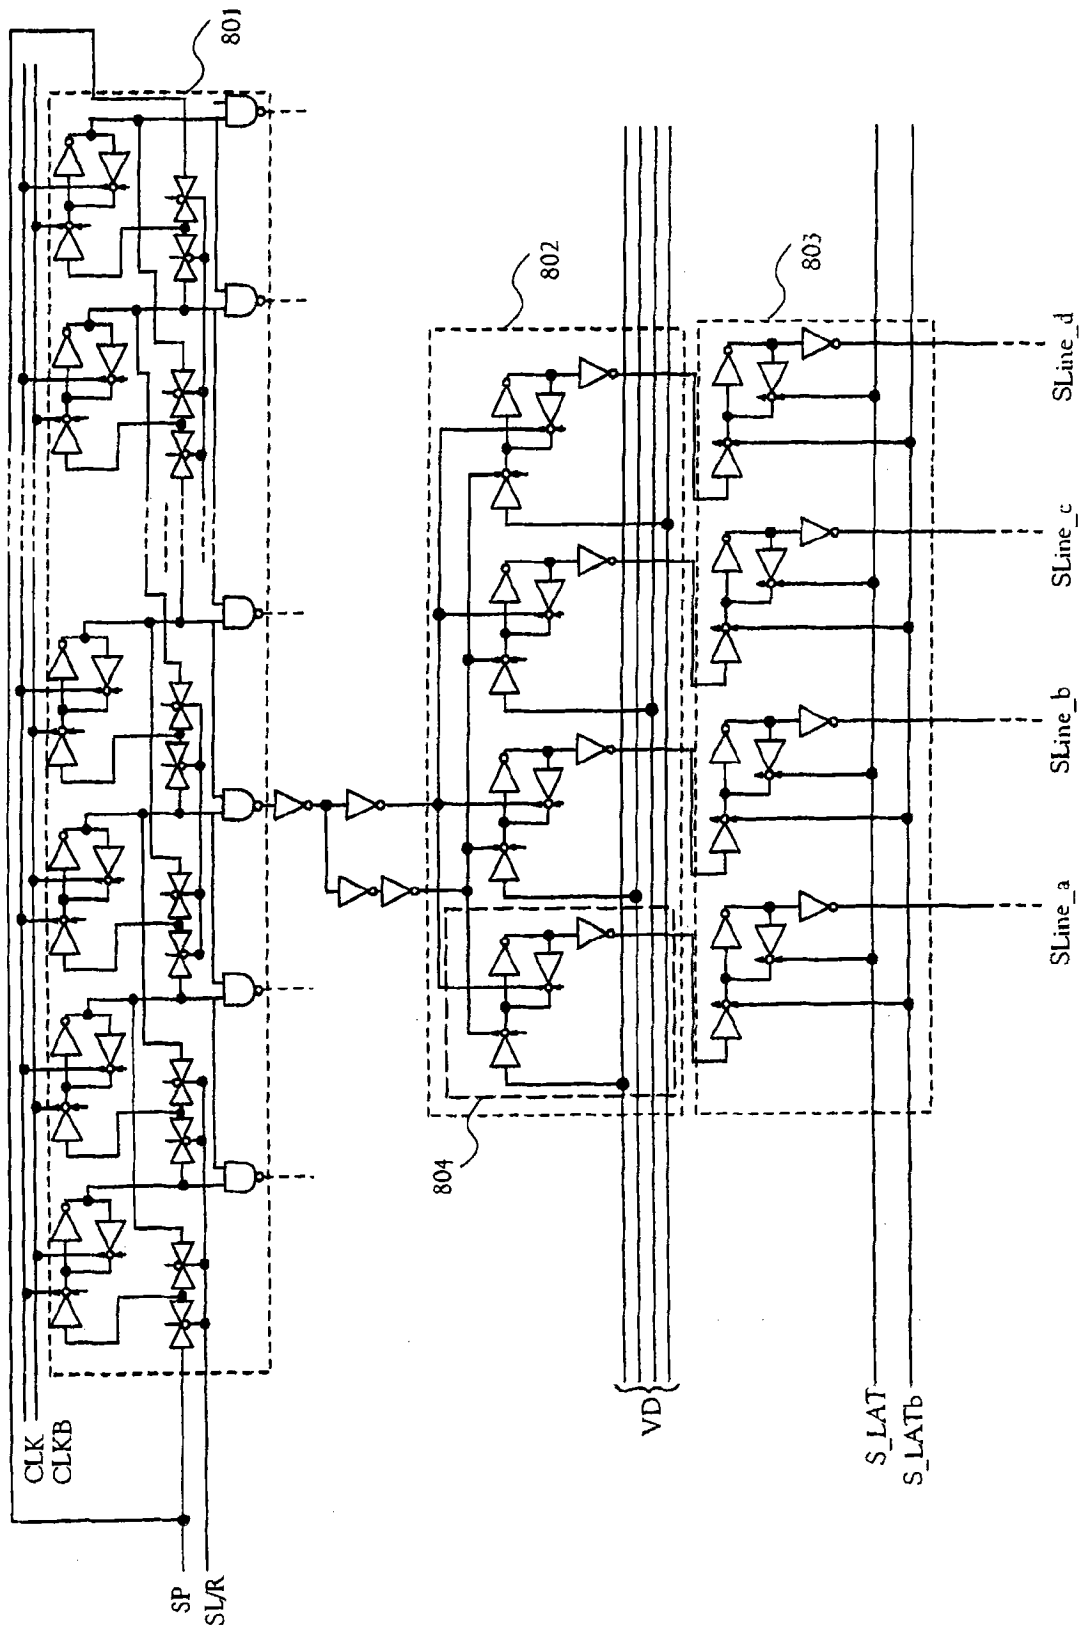 801
CLK
CLKB
SP
SL/R
802
804
VD
803
S_LAT
S_LATb
SLine_a
SLine_b
SLine_c
SLine_d